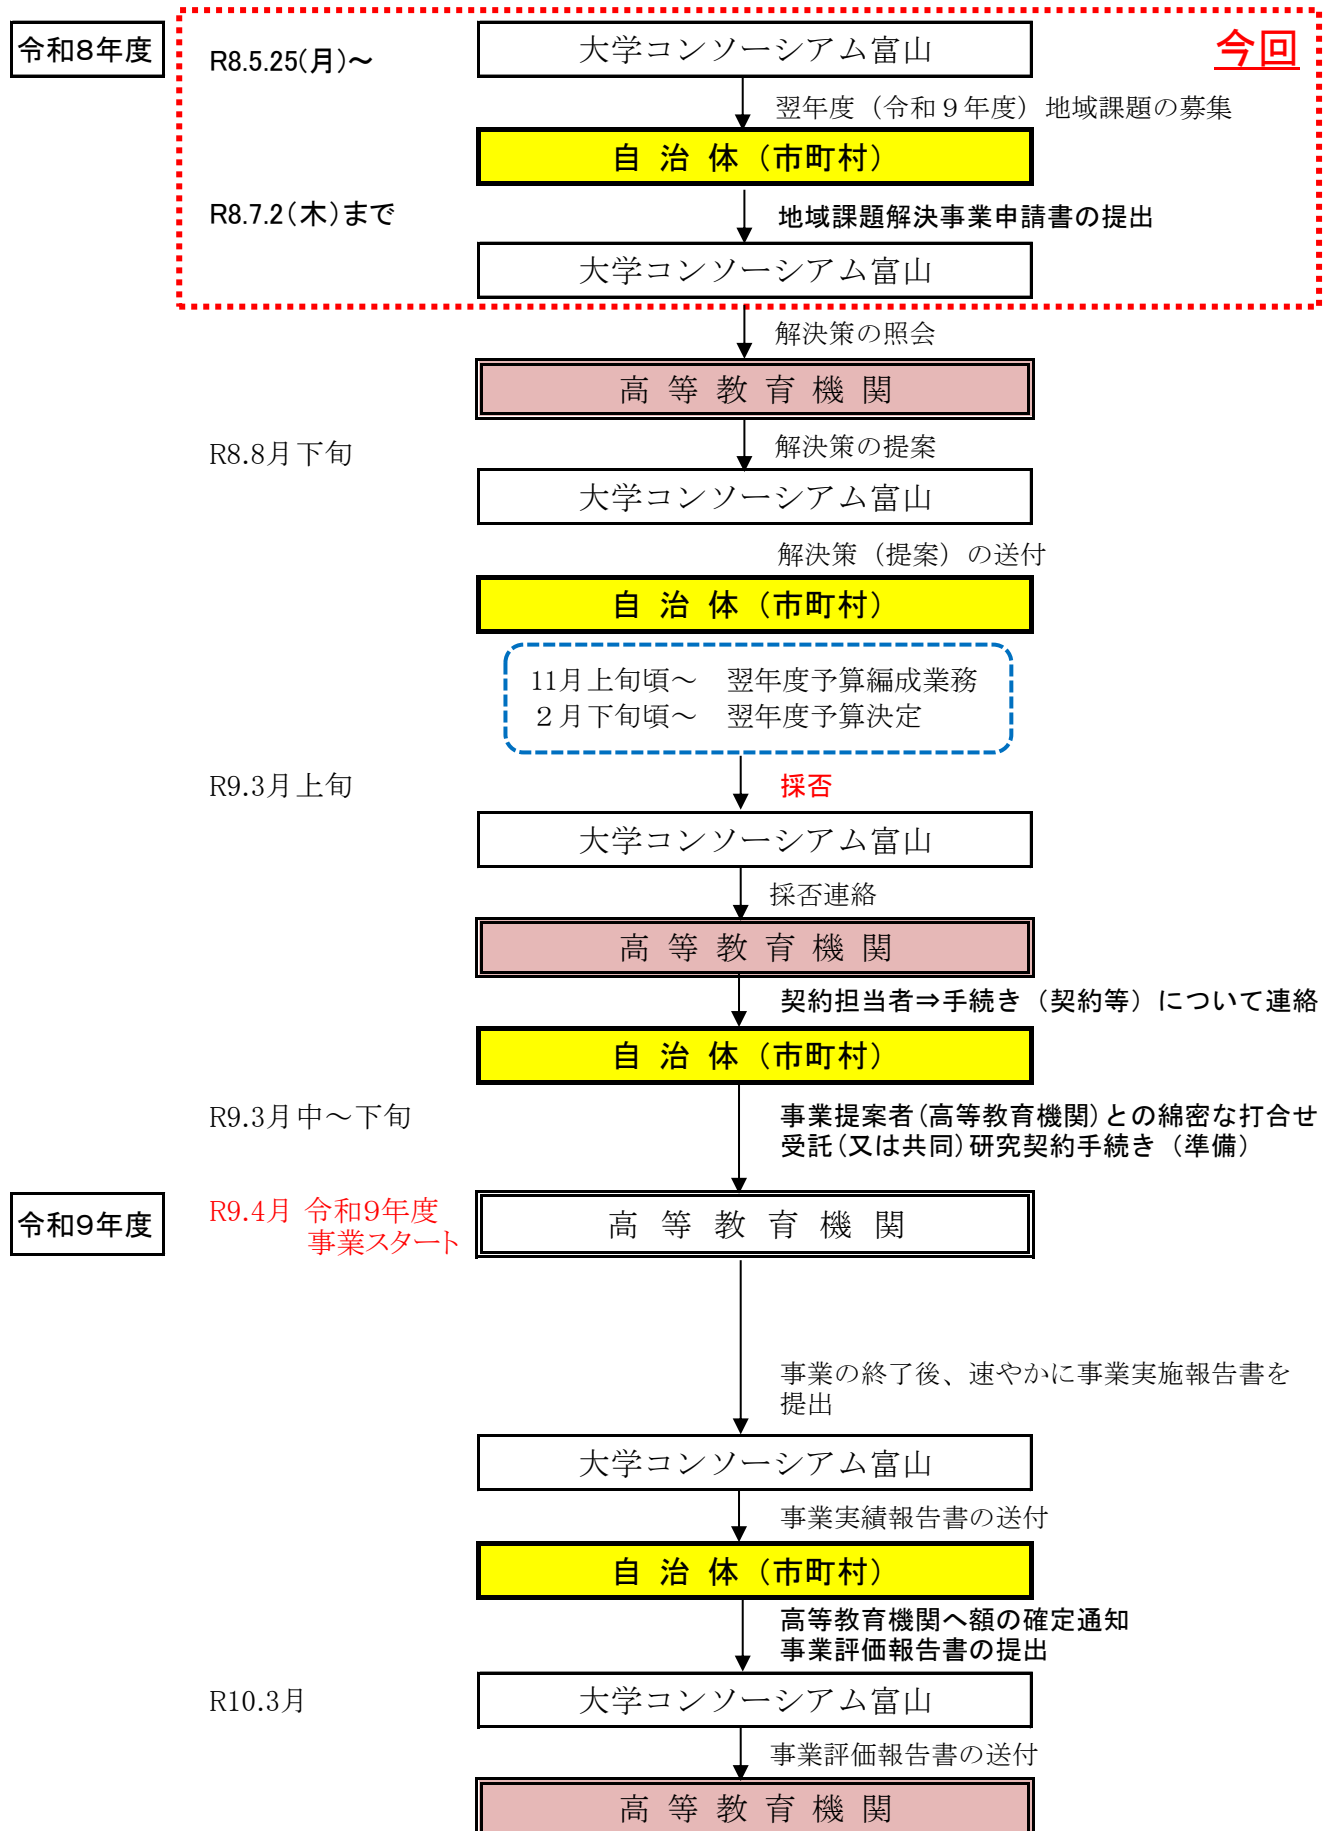 令和8年度
R8.5.25(月)～
大学コンソーシアム富山
今回
翌年度（令和９年度）地域課題の募集
自 治 体（市町村）
R8.7.2(木)まで
地域課題解決事業申請書の提出
大学コンソーシアム富山
解決策の照会
高 等 教 育 機 関
R8.8月下旬
解決策の提案
大学コンソーシアム富山
解決策（提案）の送付
自 治 体（市町村）
11月上旬頃～　翌年度予算編成業務
２月下旬頃～　翌年度予算決定
R9.3月上旬
採否
大学コンソーシアム富山
採否連絡
高 等 教 育 機 関
契約担当者⇒手続き（契約等）について連絡
自 治 体（市町村）
R9.3月中～下旬
事業提案者(高等教育機関)との綿密な打合せ
受託(又は共同)研究契約手続き（準備）
令和9年度
R9.4月 令和9年度
事業スタート
高 等 教 育 機 関
事業の終了後、速やかに事業実施報告書を
提出
大学コンソーシアム富山
事業実績報告書の送付
自 治 体（市町村）
高等教育機関へ額の確定通知
事業評価報告書の提出
R10.3月
大学コンソーシアム富山
事業評価報告書の送付
高 等 教 育 機 関